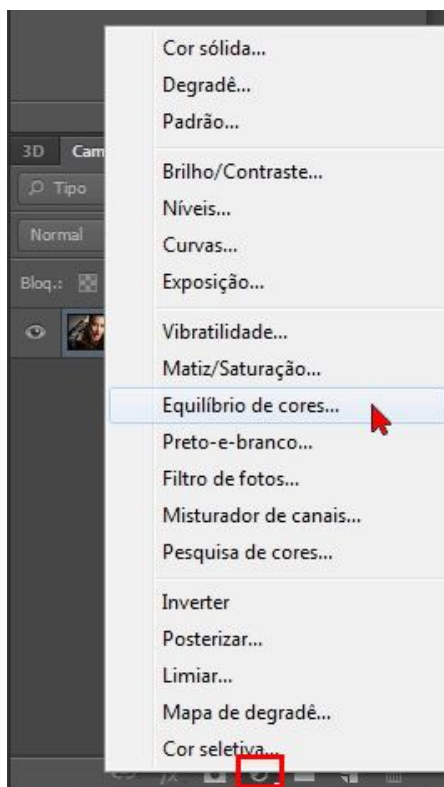 Cor sólida...
Degradê...
Padrão...
Brilho/Contraste...
Níveis...
Curvas...
Exposição...
Vibratilidade...
Matiz/Saturação...
Equilíbrio de cores...
Preto-e-branco...
Filtro de fotos...
Misturador de canais...
Pesquisa de cores...
Inverter
Posterizar...
Limiar...
Mapa de degradê...
Cor seletiva...
3D Cam
Tipo
Normal
Bloq.:
fx